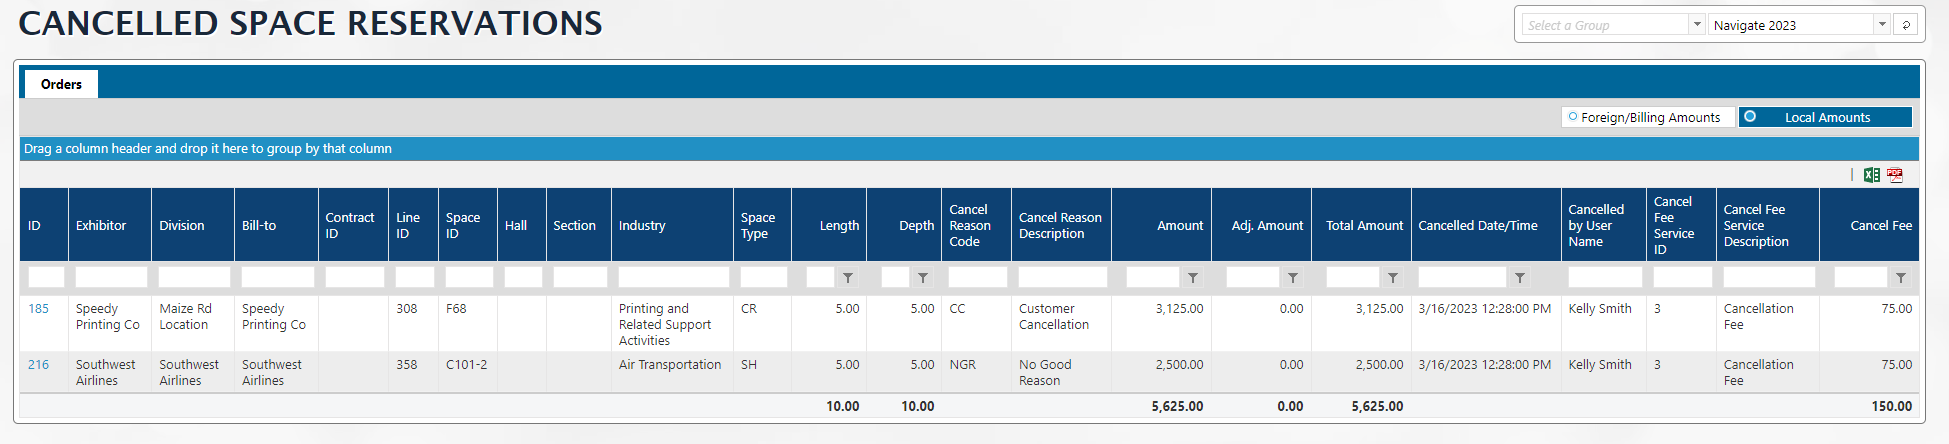 CANCELLED SPACE RESERVATIONS
Select a Group
Navigate 2023
Orders
Foreign/Billing Amounts
Local Amounts
Drag a column header and drop it here to group by that column
PDF
ID
Exhibitor
Division
Bill-to
Contract
ID
Line
ID
Space
ID
Hall
Section
Industry
Space
Type
Length
Depth
Cancel
Reason
Code
Cancel Reason
Description
Amount
Adj. Amount
Total Amount
Cancelled Date/Time
Cancelled
by User
Name
Cancel
Fee
Service
ID
Cancel Fee
Service
Description
Cancel Fee
185
Speedy
Printing Co
Maize Rd
Location
Speedy
Printing Co
308
F68
Printing and
Related Support
Activities
CR
5.00
5.00
CC
Customer
Cancellation
3,125.00
0.00
3,125.00
3/16/2023 12:28:00 PM
Kelly Smith
3
Cancellation
Fee
75.00
216
Southwest
Airlines
Southwest
Airlines
Southwest
Airlines
358
C101-2
Air Transportation
SH
5.00
5.00
NGR
No Good
Reason
2,500.00
0.00
2,500.00
3/16/2023 12:28:00 PM
Kelly Smith
3
Cancellation
Fee
75.00
10.00
10.00
5,625.00
0.00
5,625.00
150.00